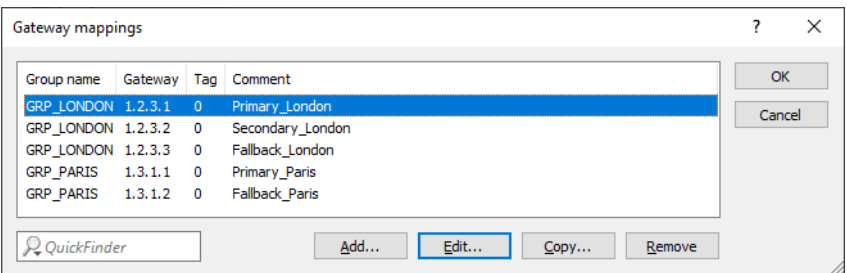 Gateway mappings ? ×
Group name Gateway Tag Comment
GRP_LONDON 1.2.3.1 0 Primary_London
GRP_LONDON 1.2.3.2 0 Secondary_London
GRP_LONDON 1.2.3.3 0 Fallback_London
GRP_PARIS 1.3.1.1 0 Primary_Paris
GRP_PARIS 1.3.1.2 0 Fallback_Paris
OK
Cancel
QuickFinder Add... Edit... Copy... Remove